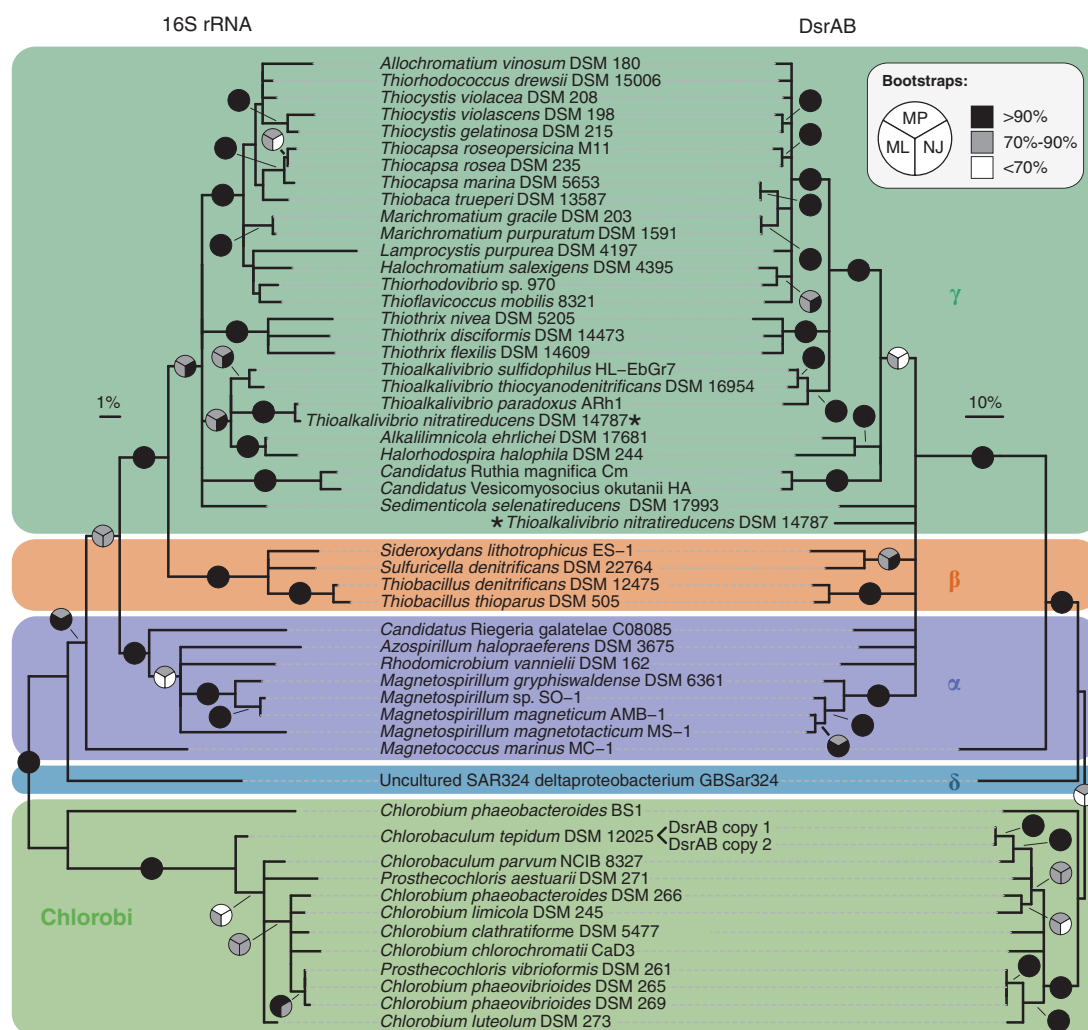 16S rRNA
DsrAB
Allochromatium vinosum DSM 180
Thiorhodococcus drewsii DSM 15006
Thiocystis violacea DSM 208
Thiocystis violascens DSM 198
Thiocystis gelatinosa DSM 215
Thiocapsa roseopersicina M11
Thiocapsa rosea DSM 235
Thiocapsa marina DSM 5653
Thiobaca trueperi DSM 13587
Marichromatium gracile DSM 203
Marichromatium purpuratum DSM 1591
Lamprocystis purpurea DSM 4197
Halochromatium salexigens DSM 4395
Thiorhodovibrio sp. 970
Thioflavicoccus mobilis 8321
Thiothrix nivea DSM 5205
Thiothrix disciformis DSM 14473
Thiothrix flexilis DSM 14609
Thioalkalivibrio sulfidophilus HL−EbGr7
Thioalkalivibrio thiocyanodenitrificans DSM 16954
Thioalkalivibrio paradoxus ARh1
Thioalkalivibrio nitratireducens DSM 14787*
Alkalilimnicola ehrlichei DSM 17681
Halorhodospira halophila DSM 244
Candidatus Ruthia magnifica Cm
Candidatus Vesicomyosocius okutanii HA
Sedimenticola selenatireducens DSM 17993
*Thioalkalivibrio nitratireducens DSM 14787
Bootstraps:
MP
ML NJ
>90%
70%-90%
<70%
γ
1%
10%
Sideroxydans lithotrophicus ES−1
Sulfuricella denitrificans DSM 22764
Thiobacillus denitrificans DSM 12475
Thiobacillus thioparus DSM 505
β
Candidatus Riegeria galatelae C08085
Azospirillum halopraeferens DSM 3675
Rhodomicrobium vannielii DSM 162
Magnetospirillum gryphiswaldense DSM 6361
Magnetospirillum sp. SO−1
Magnetospirillum magneticum AMB−1
Magnetospirillum magnetotacticum MS−1
Magnetococcus marinus MC−1
α
Uncultured SAR324 deltaproteobacterium GBSar324
δ
Chlorobium phaeobacteroides BS1
Chlorobaculum tepidum DSM 12025
DsrAB copy 1
DsrAB copy 2
Chlorobaculum parvum NCIB 8327
Prosthecochloris aestuarii DSM 271
Chlorobium phaeobacteroides DSM 266
Chlorobium limicola DSM 245
Chlorobium clathratiforme DSM 5477
Chlorobium chlorochromatii CaD3
Prosthecochloris vibrioformis DSM 261
Chlorobium phaeovibrioides DSM 265
Chlorobium phaeovibrioides DSM 269
Chlorobium luteolum DSM 273
Chlorobi